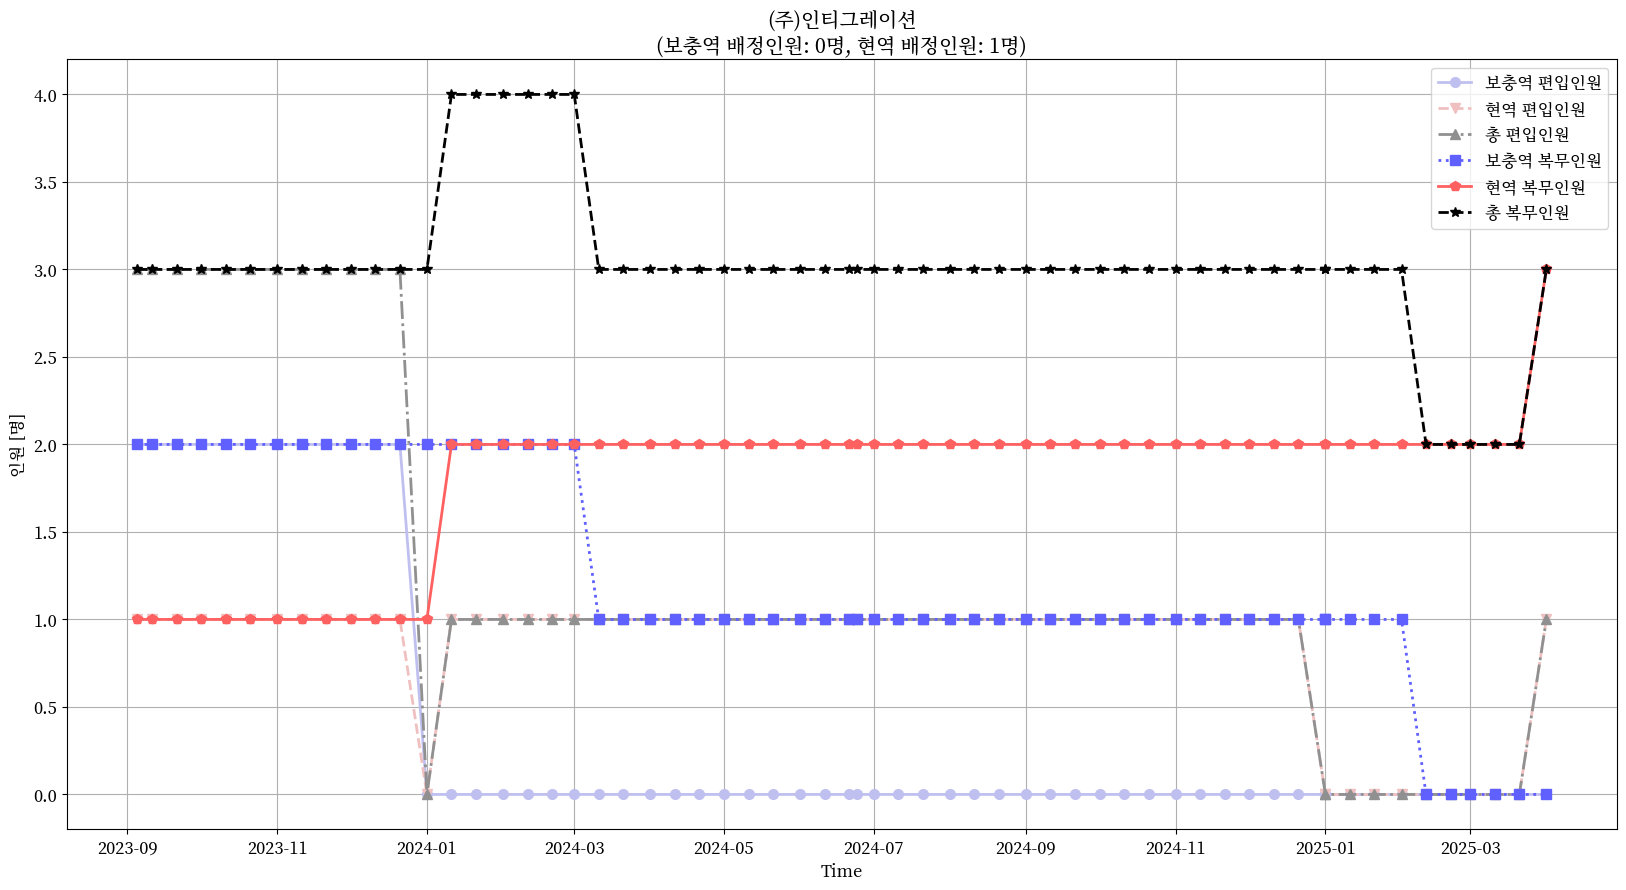 (주)인티그레이션
(보충역 배정인원: 0명, 현역 배정인원: 1명)
보충역 편입인원
현역 편입인원
총 편입인원
보충역 복무인원
현역 복무인원
총 복무인원
인원 [명]
4.0
3.5
3.0
2.5
2.0
1.5
1.0
0.5
0.0
2023-09 2023-11 2024-01 2024-03 2024-05 2024-07 2024-09 2024-11 2025-01 2025-03
Time